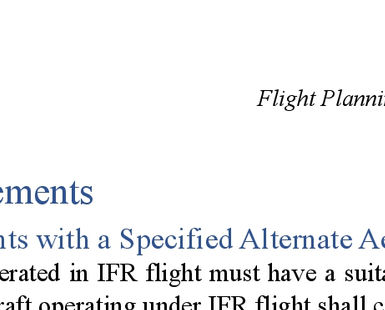 Flight Plannin
ements
nts with a Specified Alternate Ae
erated in IFR flight must have a suita
raft operating under IFR flight shall c